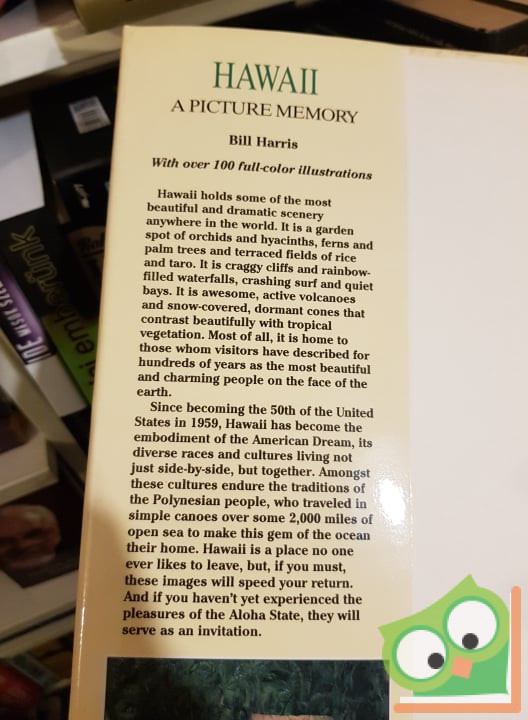 HAWAII
A PICTURE MEMORY
Bill Harris
With over 100 full-color illustrations
Hawaii holds some of the most
beautiful and dramatic scenery
anywhere in the world. It is a garden
spot of orchids and hyacinths, ferns and
palm trees and terraced fields of rice
and taro. It is craggy cliffs and rainbow-
filled waterfalls, crashing surf and quiet
bays. It is awesome, active volcanoes
and snow-covered, dormant cones that
contrast beautifully with tropical
vegetation. Most of all, it is home to
those whom visitors have described for
hundreds of years as the most beautiful
and charming people on the face of the
earth.
Since becoming the 50th of the United
States in 1959, Hawaii has become the
embodiment of the American Dream, its
diverse races and cultures living not
just side-by-side, but together. Amongst
these cultures endure the traditions of
the Polynesian people, who traveled in
simple canoes over some 2,000 miles of
open sea to make this gem of the ocean
their home. Hawaii is a place no one
ever likes to leave, but, if you must,
these images will speed your return.
And if you haven't yet experienced the
pleasures of the Aloha State, they will
serve as an invitation.